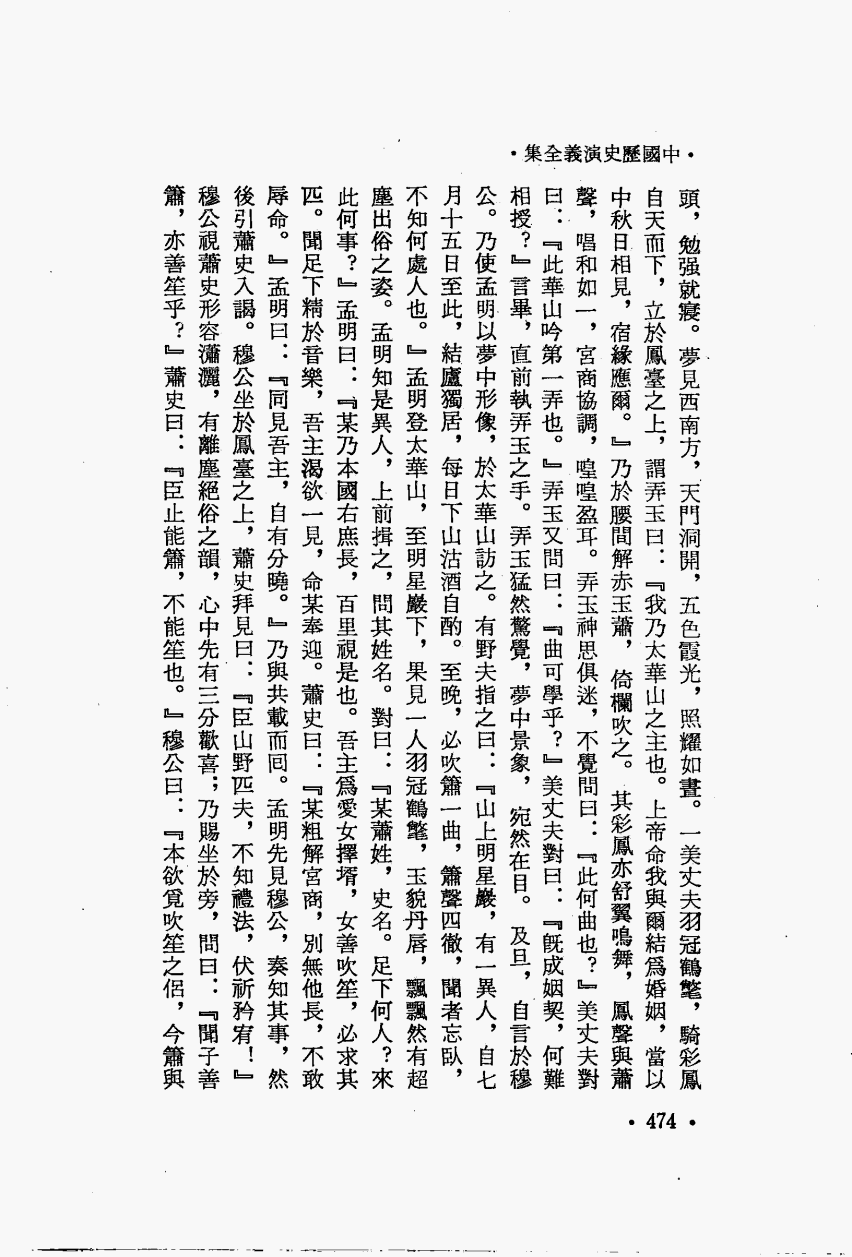 ·中國歷史演義全集·
頭，勉强就寢。夢見西南方，天門洞開，五色霞光，照耀如晝。一美丈夫羽冠鶴氅，騎彩鳳
自天而下，立於鳳臺之上，謂弄玉曰：『我乃太華山之主也。上帝命我與爾結爲婚姻，當以
中秋日相見，宿緣應爾。』乃於腰間解赤玉簫，倚欄吹之。其彩鳳亦舒翼鳴舞，鳳聲與蕭
聲，唱和如一，宮商協調，喤喤盈耳。弄玉神思俱迷，不覺問曰：『此何曲也？』美丈夫對
曰：『此華山吟第一弄也。』弄玉又問曰：『曲可學乎？』美丈夫對曰：『旣成姻契，何難
相授？』言畢，直前執弄玉之手。弄玉猛然驚覺，夢中景象，宛然在目。及旦，自言於穆
公。乃使孟明以夢中形像，於太華山訪之。有野夫指之曰：『山上明星巖，有一異人，自七
月十五日至此，結廬獨居，每日下山沽酒自酌。至晚，必吹簫一曲，簫聲四徹，聞者忘臥，
不知何處人也。』孟明登太華山，至明星巖下，果見一人羽冠鶴氅，玉貌丹唇，飄飄然有超
塵出俗之姿。孟明知是異人，上前揖之，問其姓名。對曰：『某蕭姓，史名。足下何人？來
此何事？』孟明曰：『某乃本國右庶長，百里視是也。吾主爲愛女擇壻，女善吹笙，必求其
匹。聞足下精於音樂，吾主渴欲一見，命某奉迎。蕭史曰：『某粗解宮商，別無他長，不敢
辱命。』孟明曰：『同見吾主，自有分曉。』乃與共載而囘。孟明先見穆公，奏知其事，然
後引蕭史入謁。穆公坐於鳳臺之上，蕭史拜見曰：『臣山野匹夫，不知禮法，伏祈矜宥！』
穆公視蕭史形容瀟灑，有離塵絕俗之韻，心中先有三分歡喜；乃賜坐於旁，問曰：『聞子善
簫，亦善笙乎？』蕭史曰：『臣止能簫，不能笙也。』穆公曰：『本欲覓吹笙之侶，今簫與
·474·